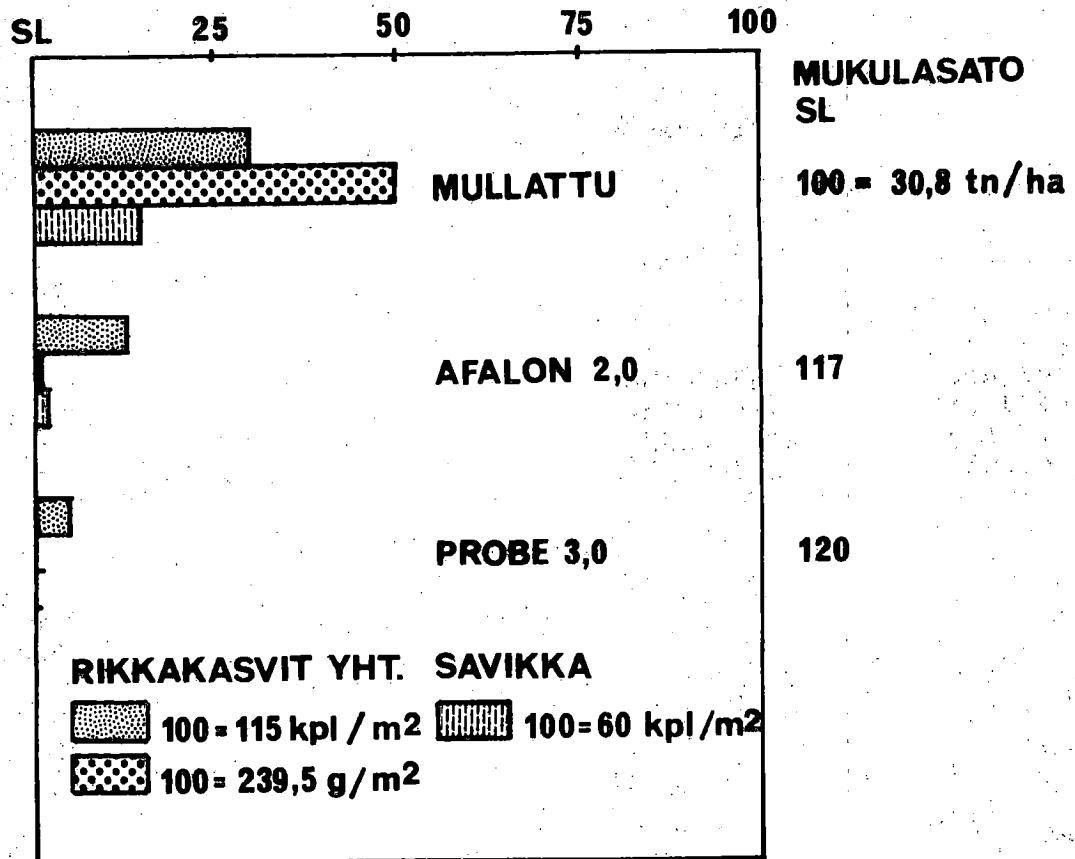 SL 25 50 75 100
MUKULASATO
SL
MULLATTU 100 = 30,8 tn/ha
AFALON 2,0 117
PROBE 3,0 120
RIKKAKASVIT YHT. SAVIKKA
100=115 kpl/m2 100=60 kpl/m2
100= 239,5 g/m2